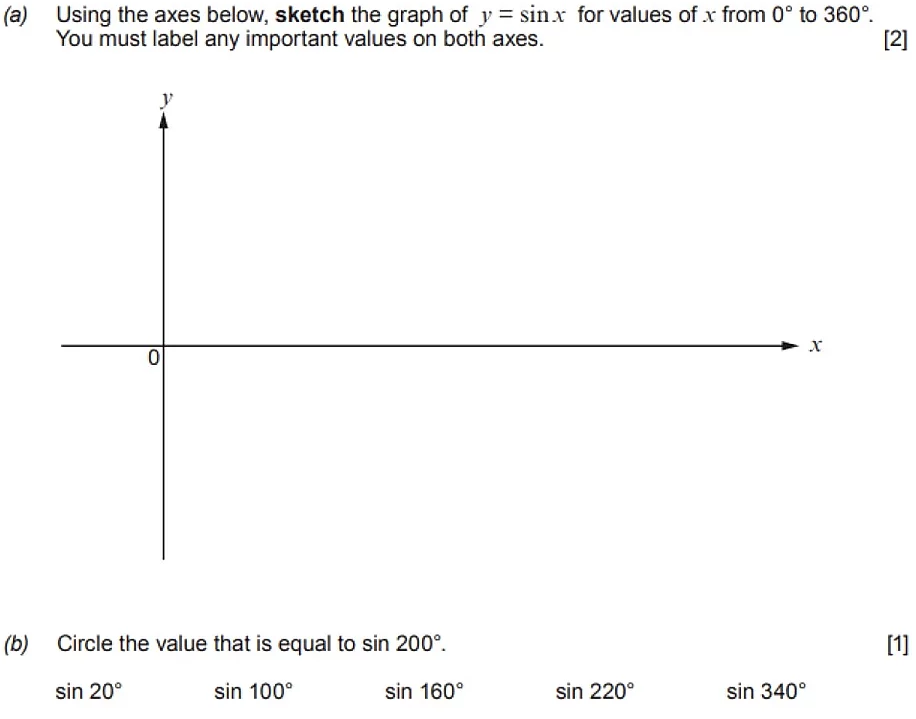 (a) Using the axes below, sketch the graph of y = sin x for values of x from 0° to 360°.
You must label any important values on both axes. [2]
y
0
x
(b) Circle the value that is equal to sin 200°. [1]
sin 20° sin 100° sin 160° sin 220° sin 340°